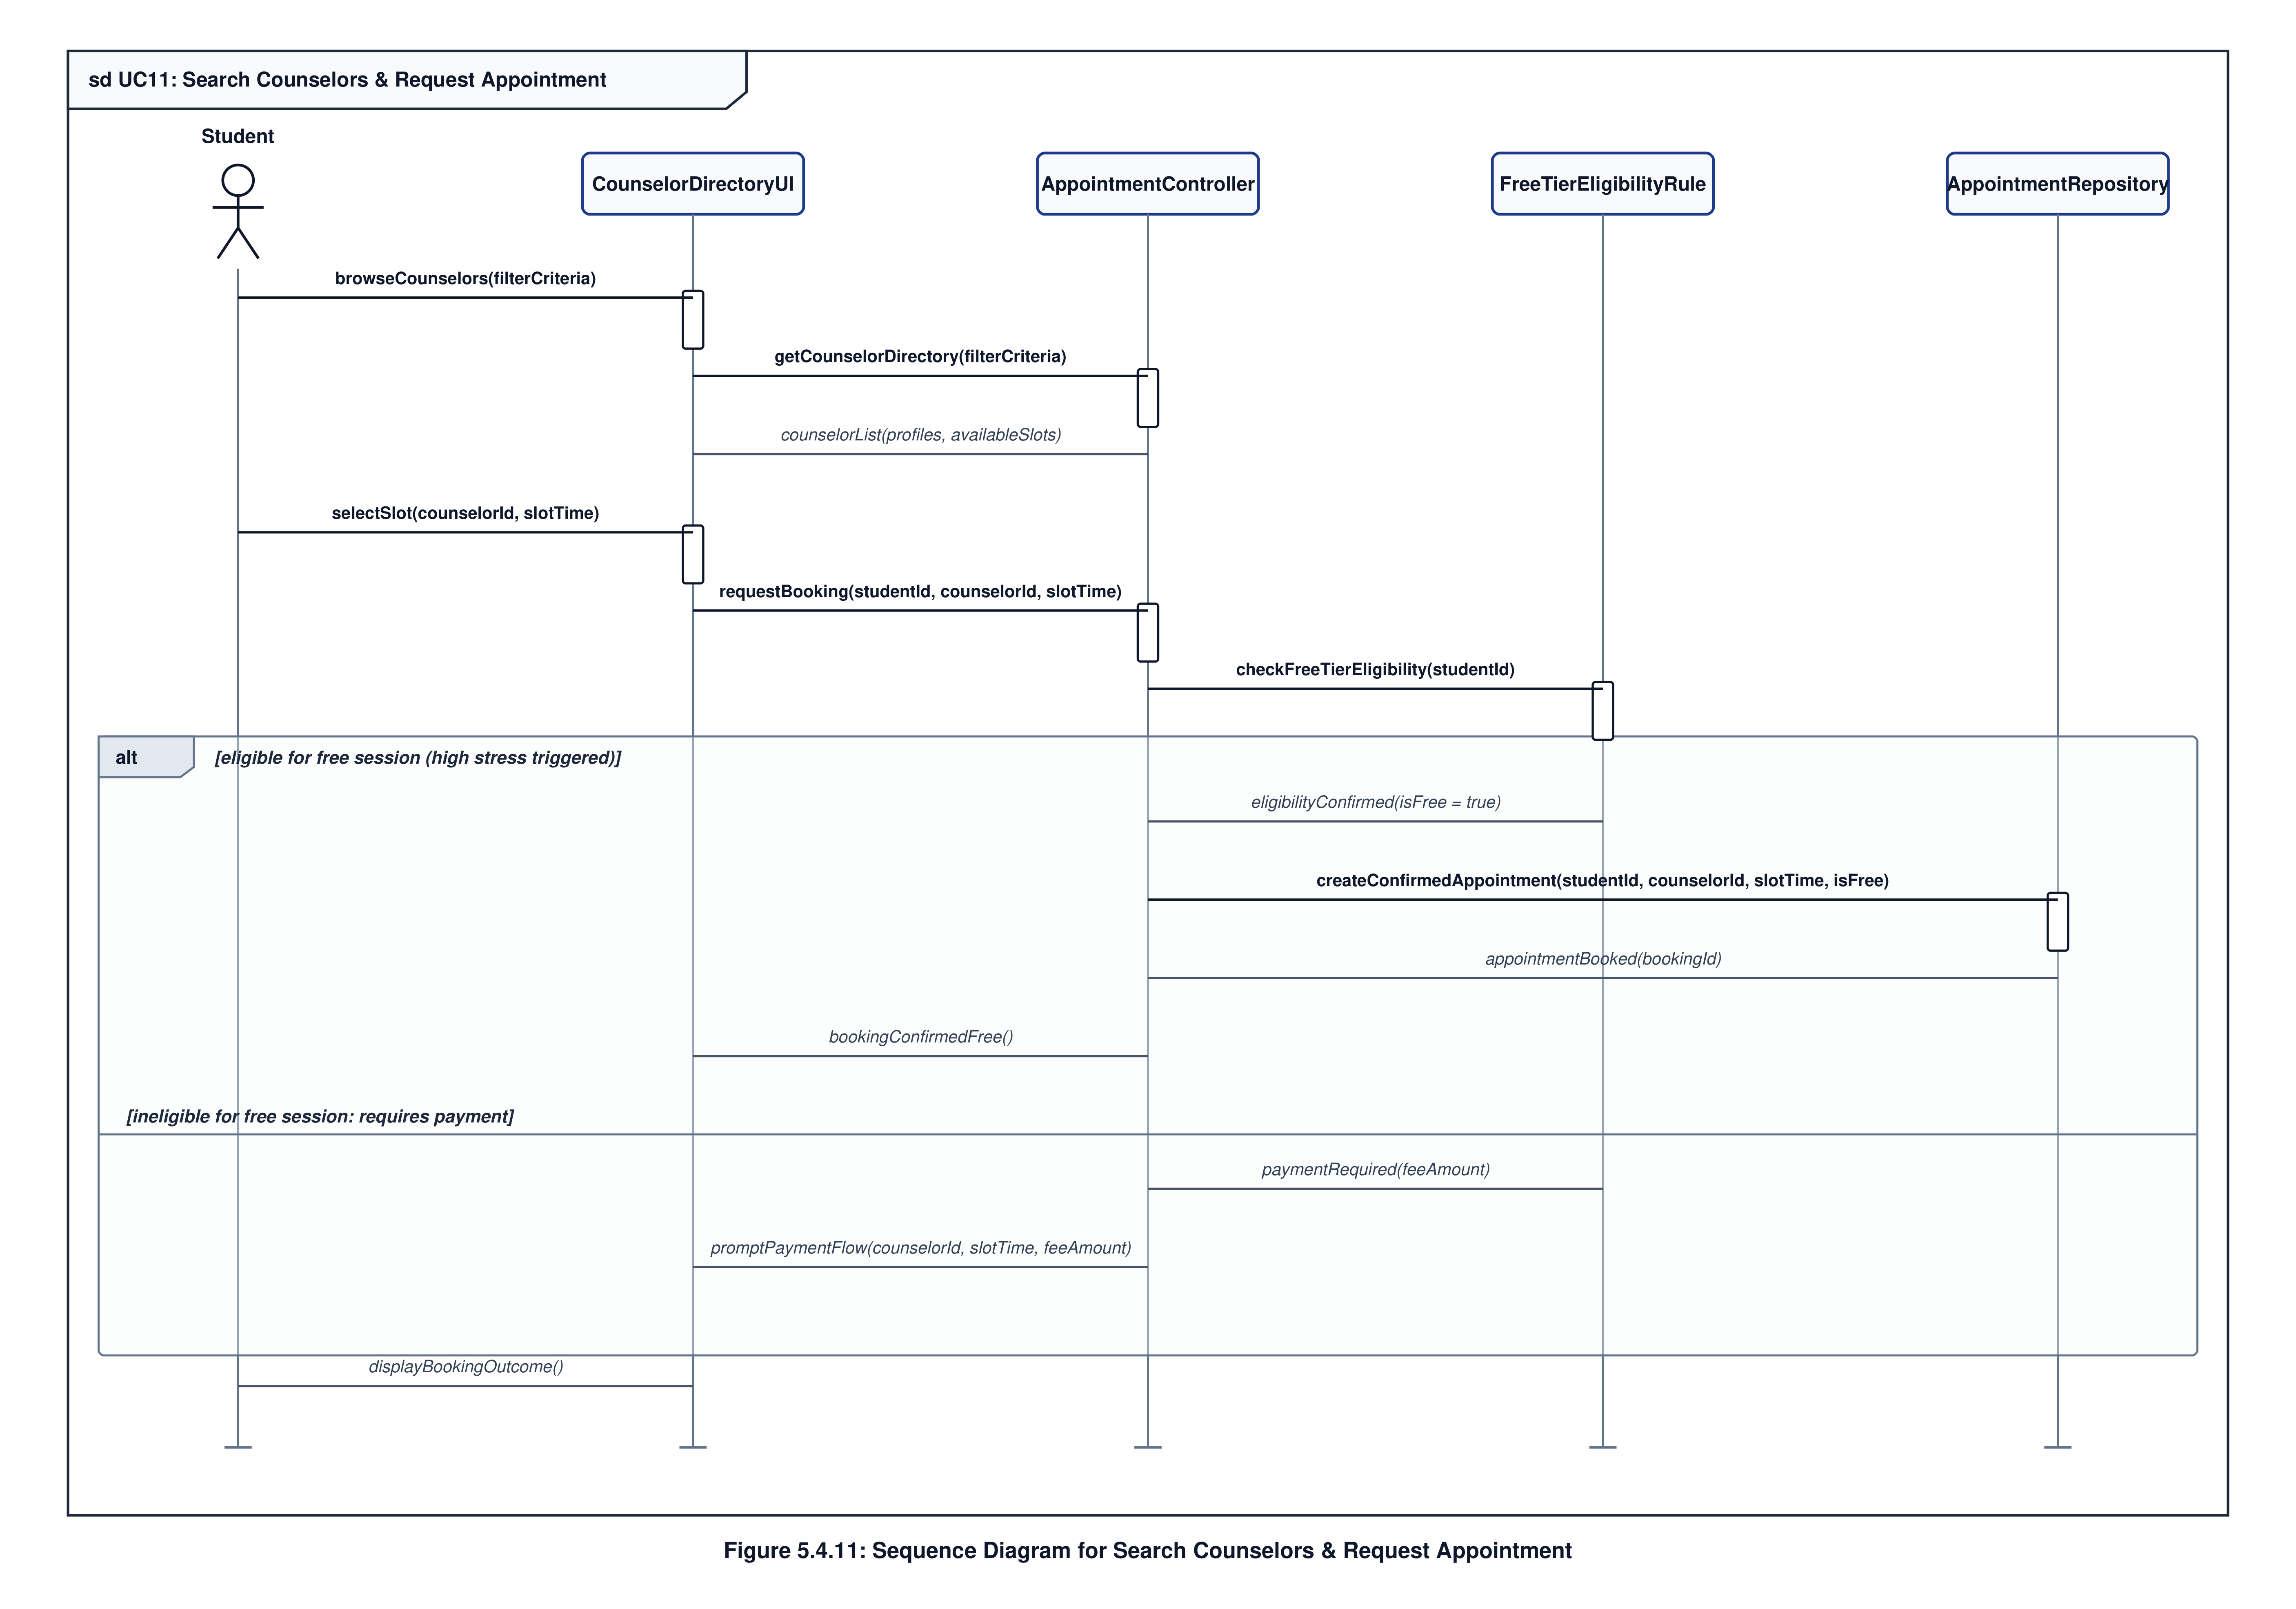 sd UC11: Search Counselors & Request Appointment
Student
CounselorDirectoryUI
AppointmentController
FreeTierEligibilityRule
AppointmentRepository
browseCounselors(filterCriteria)
getCounselorDirectory(filterCriteria)
counselorList(profiles, availableSlots)
selectSlot(counselorId, slotTime)
requestBooking(studentId, counselorId, slotTime)
checkFreeTierEligibility(studentId)
alt
[eligible for free session (high stress triggered)]
eligibilityConfirmed(isFree = true)
createConfirmedAppointment(studentId, counselorId, slotTime, isFree)
appointmentBooked(bookingId)
bookingConfirmedFree()
[ineligible for free session: requires payment]
paymentRequired(feeAmount)
promptPaymentFlow(counselorId, slotTime, feeAmount)
displayBookingOutcome()
Figure 5.4.11: Sequence Diagram for Search Counselors & Request Appointment